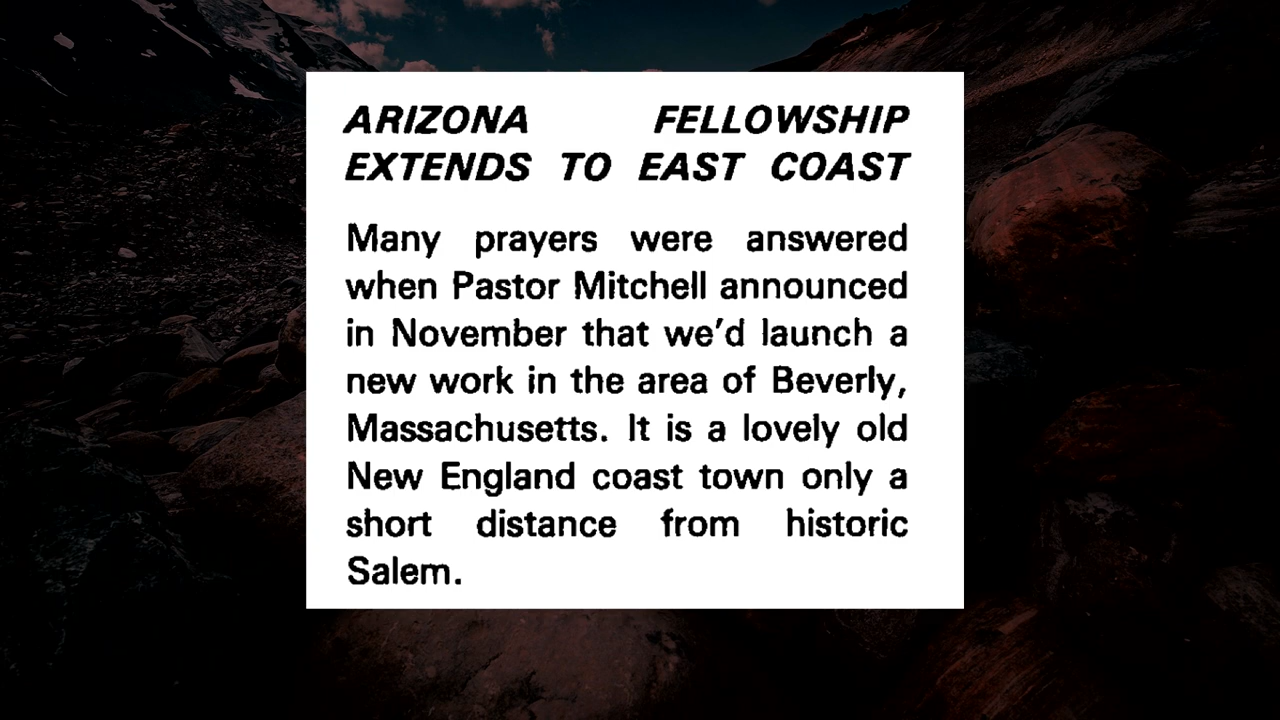 ARIZONA FELLOWSHIP
EXTENDS TO EAST COAST
Many prayers were answered
when Pastor Mitchell announced
in November that we'd launch a
new work in the area of Beverly,
Massachusetts. It is a lovely old
New England coast town only a
short distance from historic
Salem.